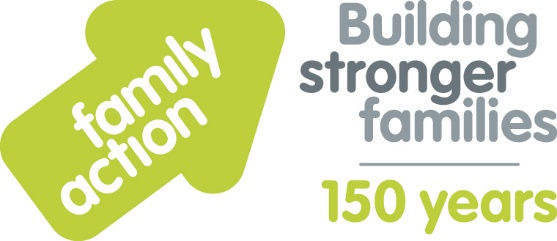 family
action
Building
stronger
families
150 years